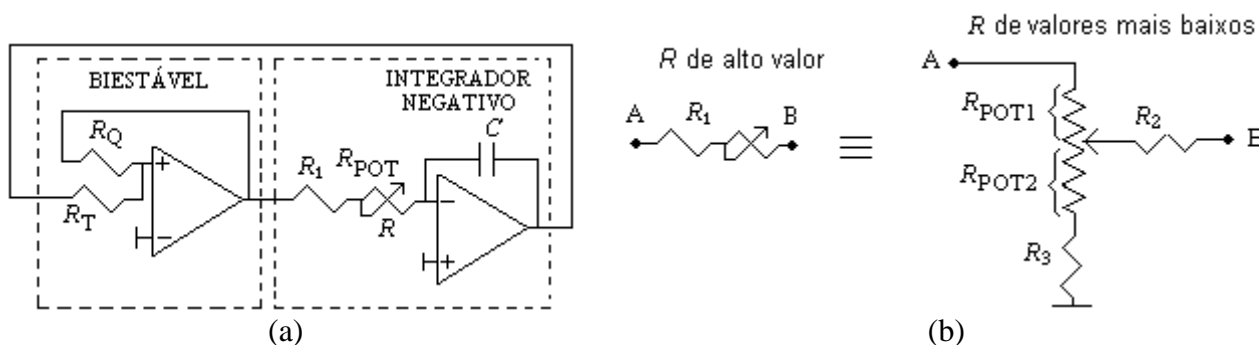 BIESTÁVEL
INTEGRADOR
NEGATIVO
C
RQ
RT
R1
RPOT
R
+
−
−
+
(a)
R de alto valor
A
R1
B
≡
R de valores mais baixos
A
RPOT1
R2
B
RPOT2
R3
(b)